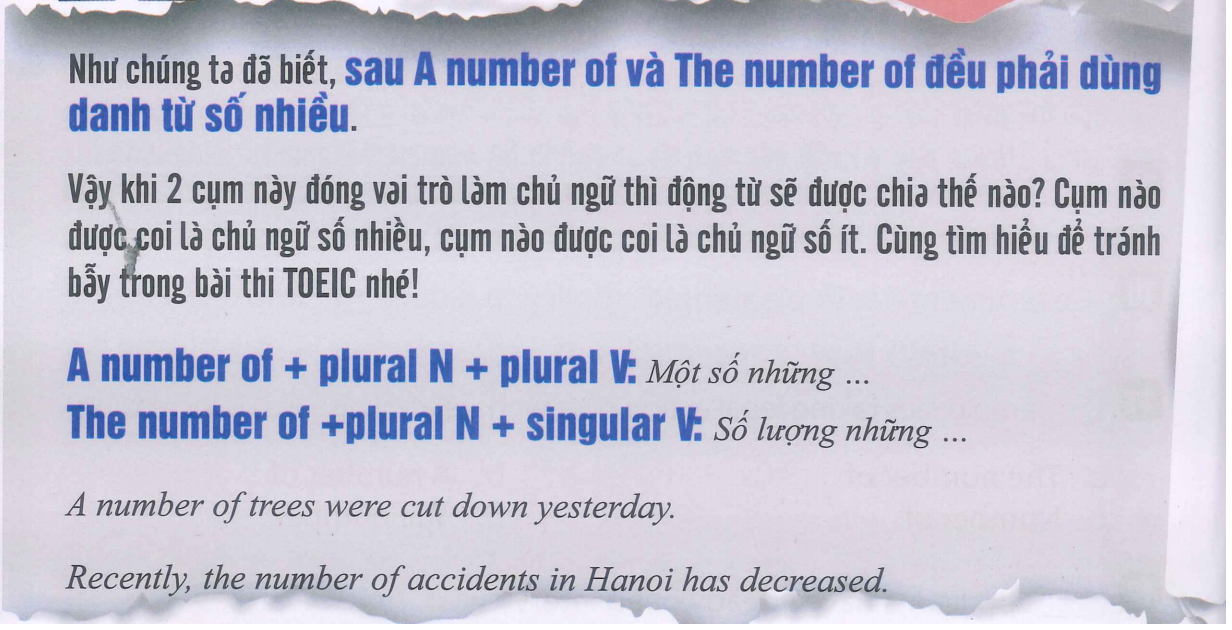 Như chúng ta đã biết, sau A number of và The number of đều phải dùng
danh từ số nhiều.
Vậy khi 2 cụm này đóng vai trò làm chủ ngữ thì động từ sẽ được chia thế nào? Cụm nào
được coi là chủ ngữ số nhiều, cụm nào được coi là chủ ngữ số ít. Cùng tìm hiểu để tránh
bẫy trong bài thi TOEIC nhé!
A number of + plural N + plural V: Một số những ...
The number of +plural N + singular V: Số lượng những ...
A number of trees were cut down yesterday.
Recently, the number of accidents in Hanoi has decreased.